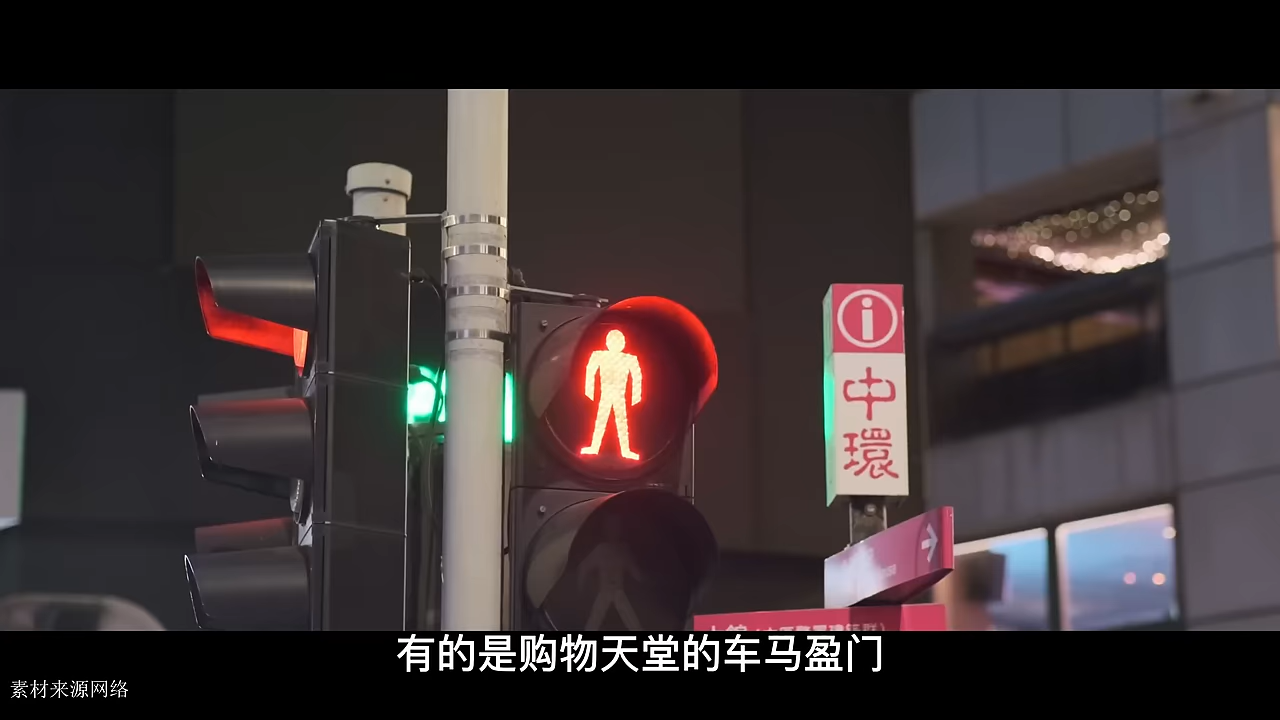 i
中
環
有的是购物天堂的车马盈门
素材来源网络